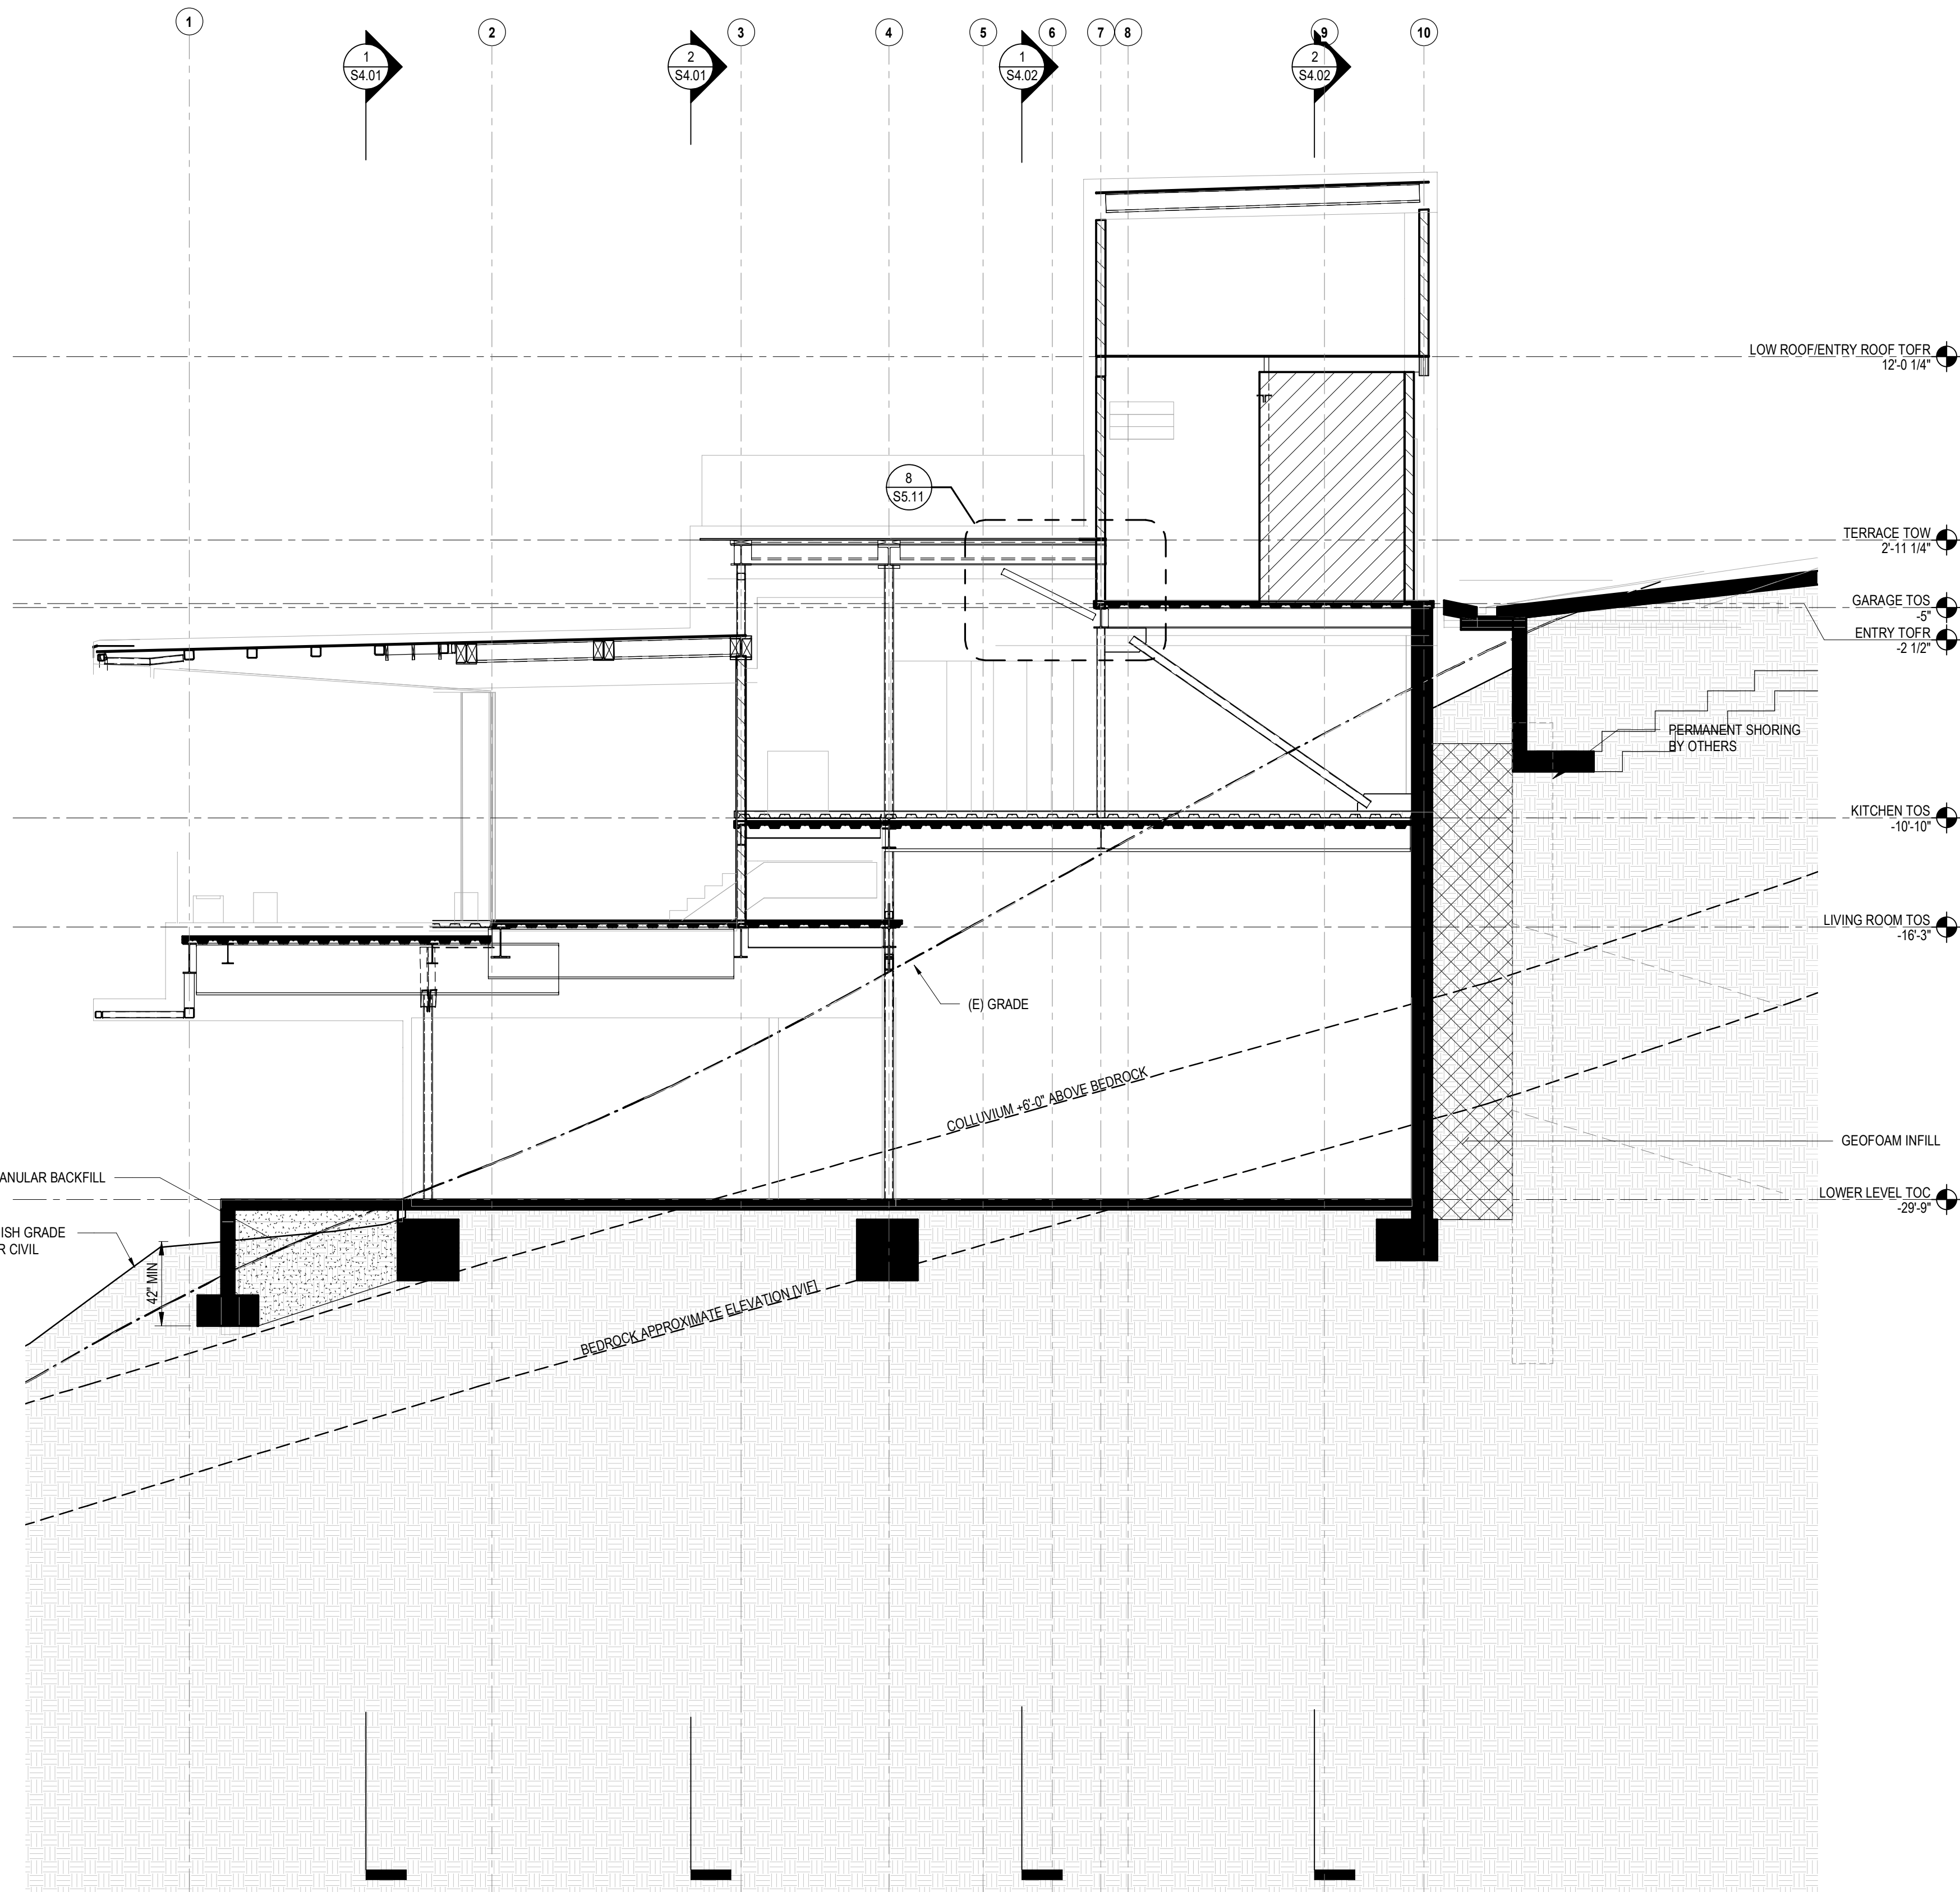 1
2
3
4
5
6
7
8
9
10
1
S4.01
2
S4.01
1
S4.02
2
S4.02
LOW ROOF/ENTRY ROOF TOFR
12'-0 1/4"
8
S5.11
TERRACE TOW
2'-11 1/4"
GARAGE TOS
-5"
ENTRY TOFR
-2 1/2"
PERMANENT SHORING
BY OTHERS
KITCHEN TOS
-10'-10"
LIVING ROOM TOS
-16'-3"
(E) GRADE
COLLUVIUM +6'-0" ABOVE BEDROCK
GEOFOAM INFILL
ANULAR BACKFILL
LOWER LEVEL TOC
-29'-9"
ISH GRADE
R CIVIL
42" MIN
BEDROCK APPROXIMATE ELEVATION [VIF]